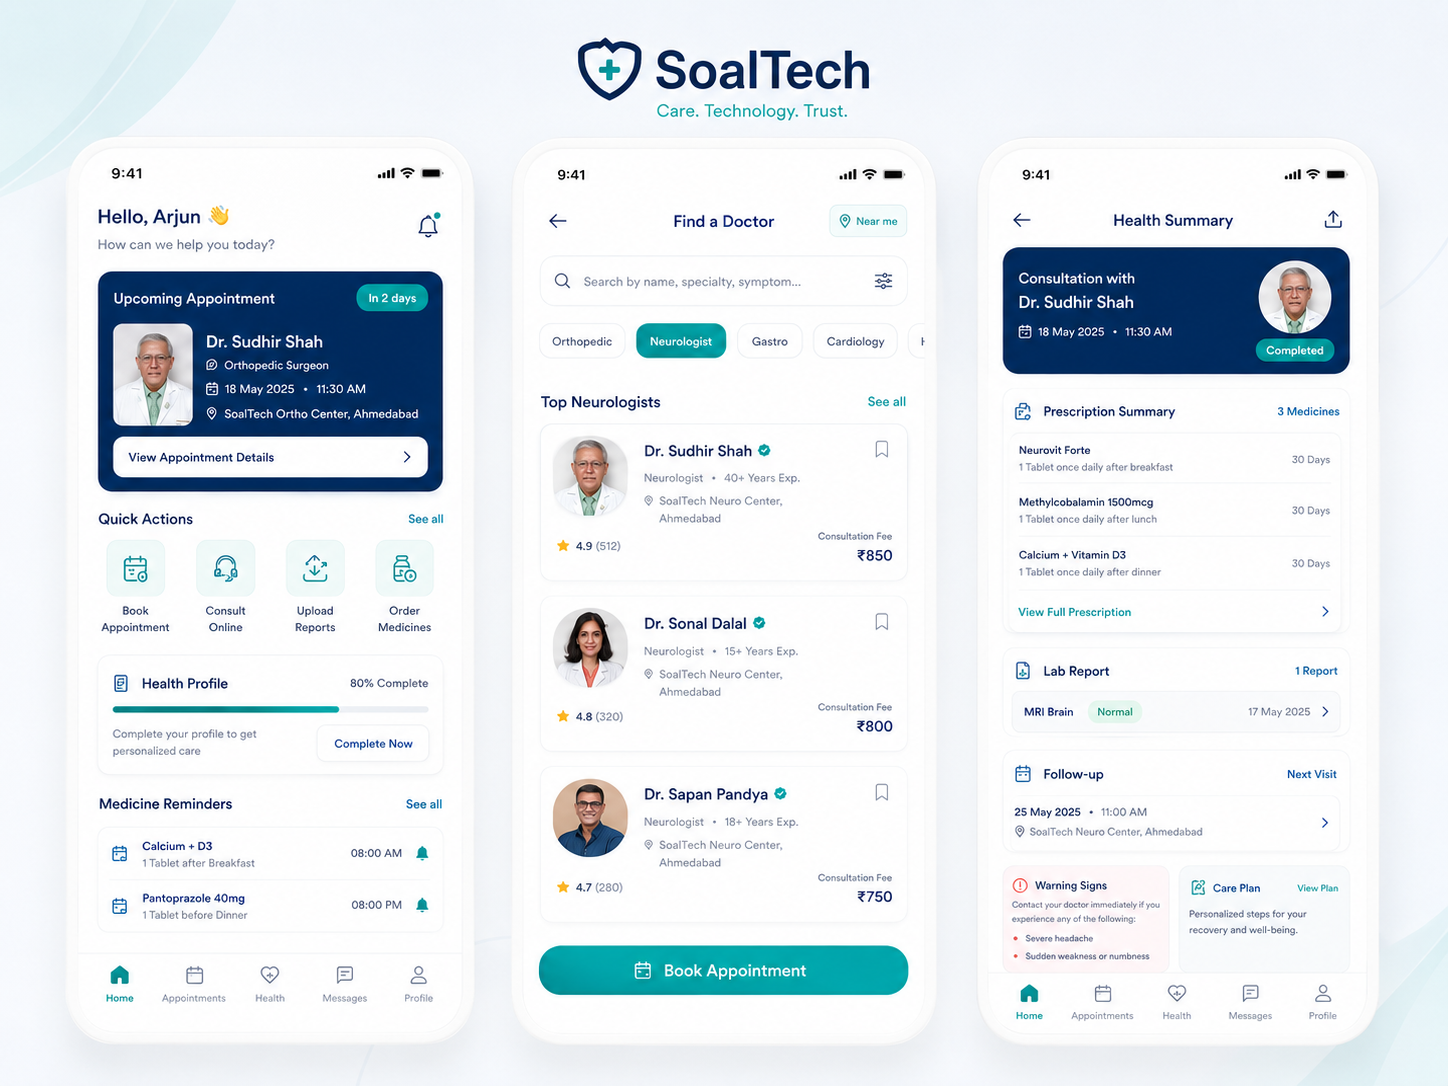 SoalTech
Care. Technology. Trust.
9:41
Hello, Arjun 👋
How can we help you today?
Upcoming Appointment
In 2 days
Dr. Sudhir Shah
Orthopedic Surgeon
18 May 2025 • 11:30 AM
SoalTech Ortho Center, Ahmedabad
View Appointment Details
Quick Actions
See all
Book
Appointment
Consult
Online
Upload
Reports
Order
Medicines
Health Profile
80% Complete
Complete your profile to get
personalized care
Complete Now
Medicine Reminders
See all
Calcium + D3
1 Tablet after Breakfast
08:00 AM
Pantoprazole 40mg
1 Tablet before Dinner
08:00 PM
Home
Appointments
Health
Messages
Profile
9:41
Find a Doctor
Near me
Search by name, specialty, symptom...
Orthopedic
Neurologist
Gastro
Cardiology
Top Neurologists
See all
Dr. Sudhir Shah
Neurologist • 40+ Years Exp.
SoalTech Neuro Center,
Ahmedabad
4.9 (512)
Consultation Fee
₹850
Dr. Sonal Dalal
Neurologist • 15+ Years Exp.
SoalTech Neuro Center,
Ahmedabad
4.8 (320)
Consultation Fee
₹800
Dr. Sapan Pandya
Neurologist • 18+ Years Exp.
SoalTech Neuro Center,
Ahmedabad
4.7 (280)
Consultation Fee
₹750
Book Appointment
9:41
Health Summary
Consultation with
Dr. Sudhir Shah
18 May 2025 • 11:30 AM
Completed
Prescription Summary
3 Medicines
Neurovit Forte
1 Tablet once daily after breakfast
30 Days
Methylcobalamin 1500mcg
1 Tablet once daily after lunch
30 Days
Calcium + Vitamin D3
1 Tablet once daily after dinner
30 Days
View Full Prescription
Lab Report
1 Report
MRI Brain
Normal
17 May 2025
Follow-up
Next Visit
25 May 2025 • 11:00 AM
SoalTech Neuro Center, Ahmedabad
Warning Signs
Contact your doctor immediately if you
experience any of the following:
• Severe headache
• Sudden weakness or numbness
Care Plan
View Plan
Personalized steps for your
recovery and well-being.
Home
Appointments
Health
Messages
Profile